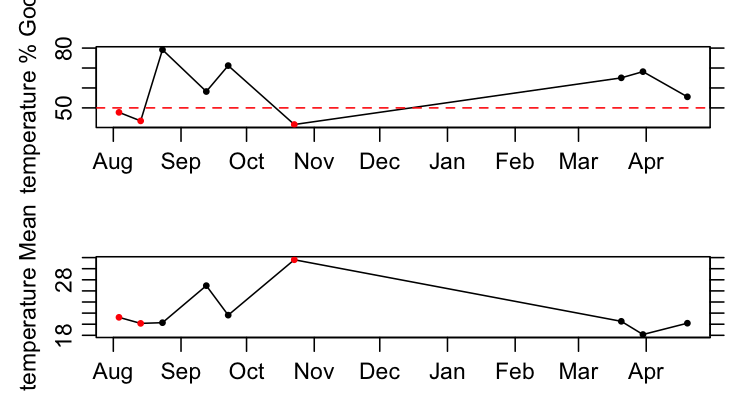 temperature % Goo
80
50
Aug Sep Oct Nov Dec Jan Feb Mar Apr
temperature Mean
28
18
Aug Sep Oct Nov Dec Jan Feb Mar Apr